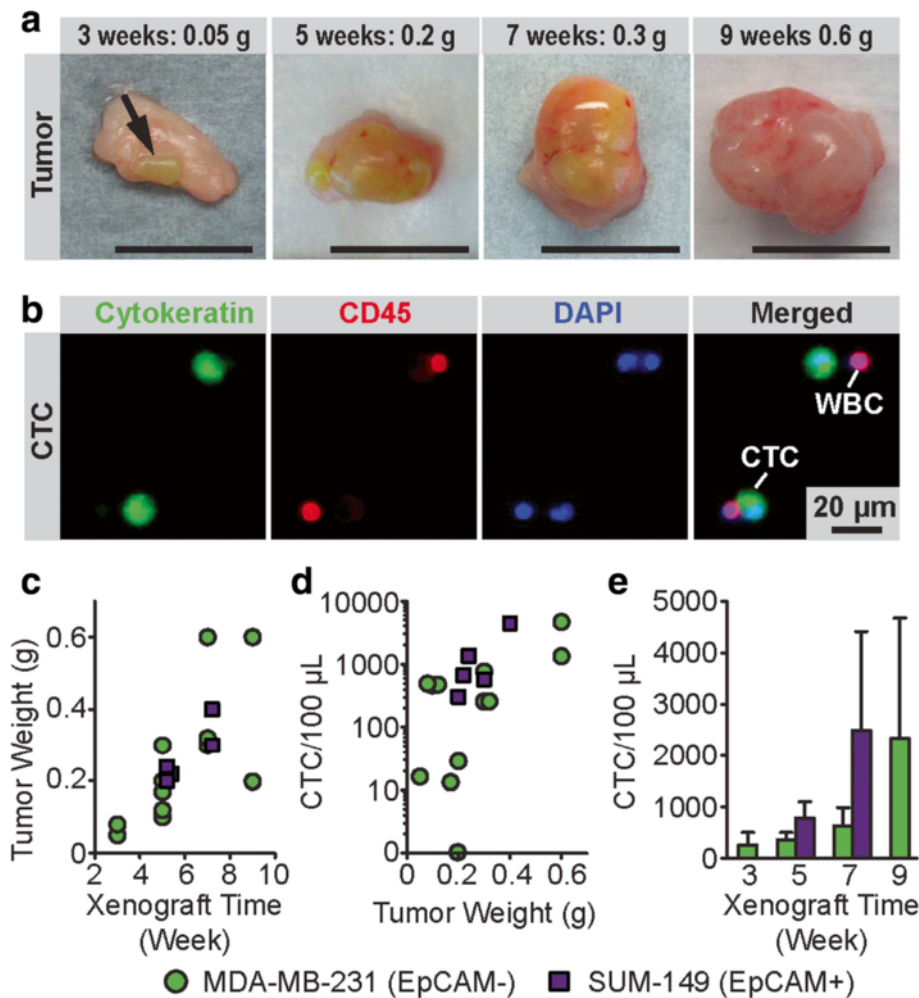 a
3 weeks: 0.05 g
5 weeks: 0.2 g
7 weeks: 0.3 g
9 weeks 0.6 g
Tumor
b
Cytokeratin
CD45
DAPI
Merged
CTC
WBC
CTC
20 µm
c
Tumor Weight (g)
0.6
0.4
0.2
0
2 4 6 8 10
Xenograft Time
(Week)
d
CTC/100 µL
10000
1000
100
10
0
0 0.2 0.4 0.6
Tumor Weight (g)
e
CTC/100 µL
5000
4000
3000
2000
1000
0
3 5 7 9
Xenograft Time
(Week)
MDA-MB-231 (EpCAM-)
SUM-149 (EpCAM+)